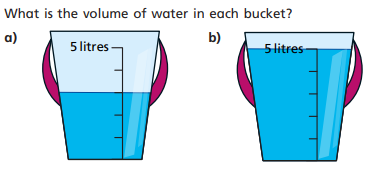 What is the volume of water in each bucket?
a)
5 litres
b)
5 litres